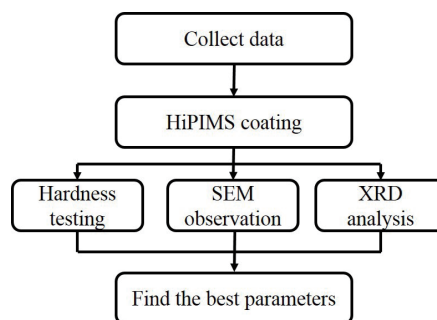 Collect data
HiPIMS coating
Hardness
testing
SEM
observation
XRD
analysis
Find the best parameters